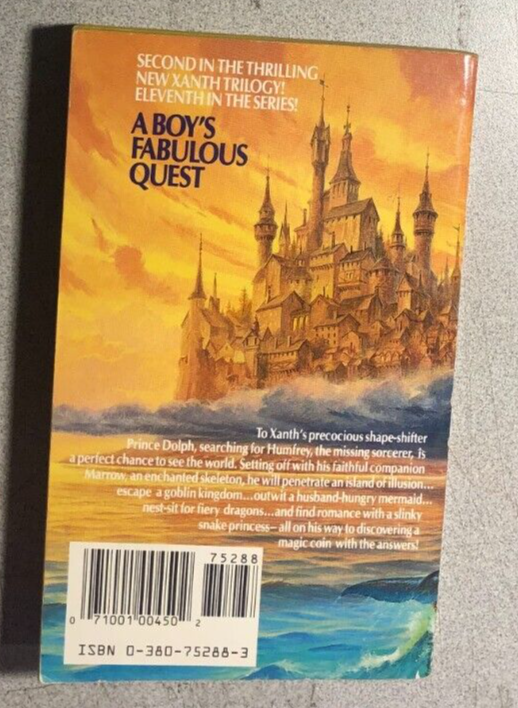 SECOND IN THE THRILLING
NEW XANTH TRILOGY!
ELEVENTH IN THE SERIES!
A BOY'S
FABULOUS
QUEST
To Xanth's precocious shape-shifter
Prince Dolph, searching for Humfrey, the missing sorcerer, is
a perfect chance to see the world. Setting off with his faithful companion
Marrow, an enchanted skeleton, he will penetrate an island of illusion...
escape a goblin kingdom...outwit a husband-hungry mermaid...
nest-sit for fiery dragons...and find romance with a slinky
snake princess—all on his way to discovering a
magic coin with the answers!
75288
0 71001 00450 2
ISBN 0-380-75288-3